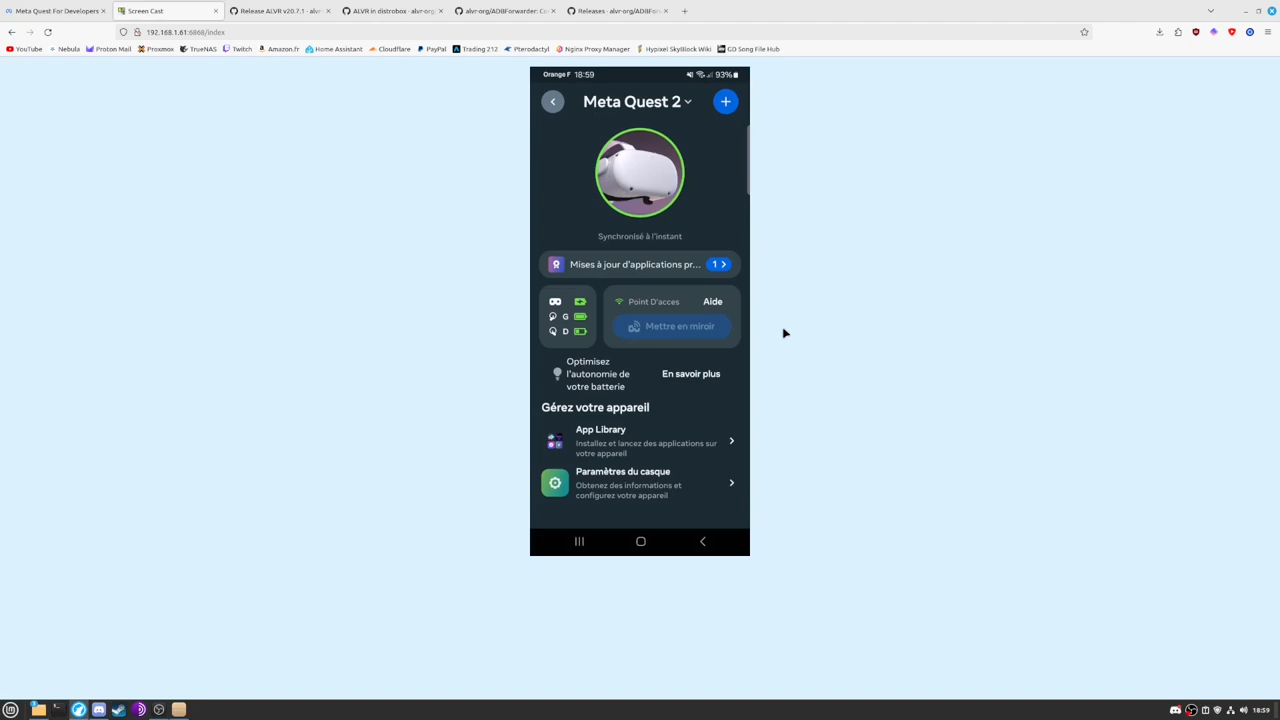 Meta Quest For Developers
Screen Cast
Release ALVR v20.7.1 · alvr-
ALVR in distrobox · alvr-org
alvr-org/ADBForwarder: Co
Releases · alvr-org/ADBFor
192.168.1.61:6868/index
YouTube
Nebula
Proton Mail
Proxmox
TrueNAS
Twitch
Amazon.fr
Home Assistant
Cloudflare
PayPal
Trading 212
Pterodactyl
Nginx Proxy Manager
Hypixel SkyBlock Wiki
GD Song File Hub
Orange F 18:59 93%
Meta Quest 2
Synchronisé à l'instant
Mises à jour d'applications pr... 1
Point D'acces Aide
G
D
Mettre en miroir
Optimisez
l'autonomie de
votre batterie
En savoir plus
Gérez votre appareil
App Library
Installez et lancez des applications sur
votre appareil
Paramètres du casque
Obtenez des informations et
configurez votre appareil
18:59